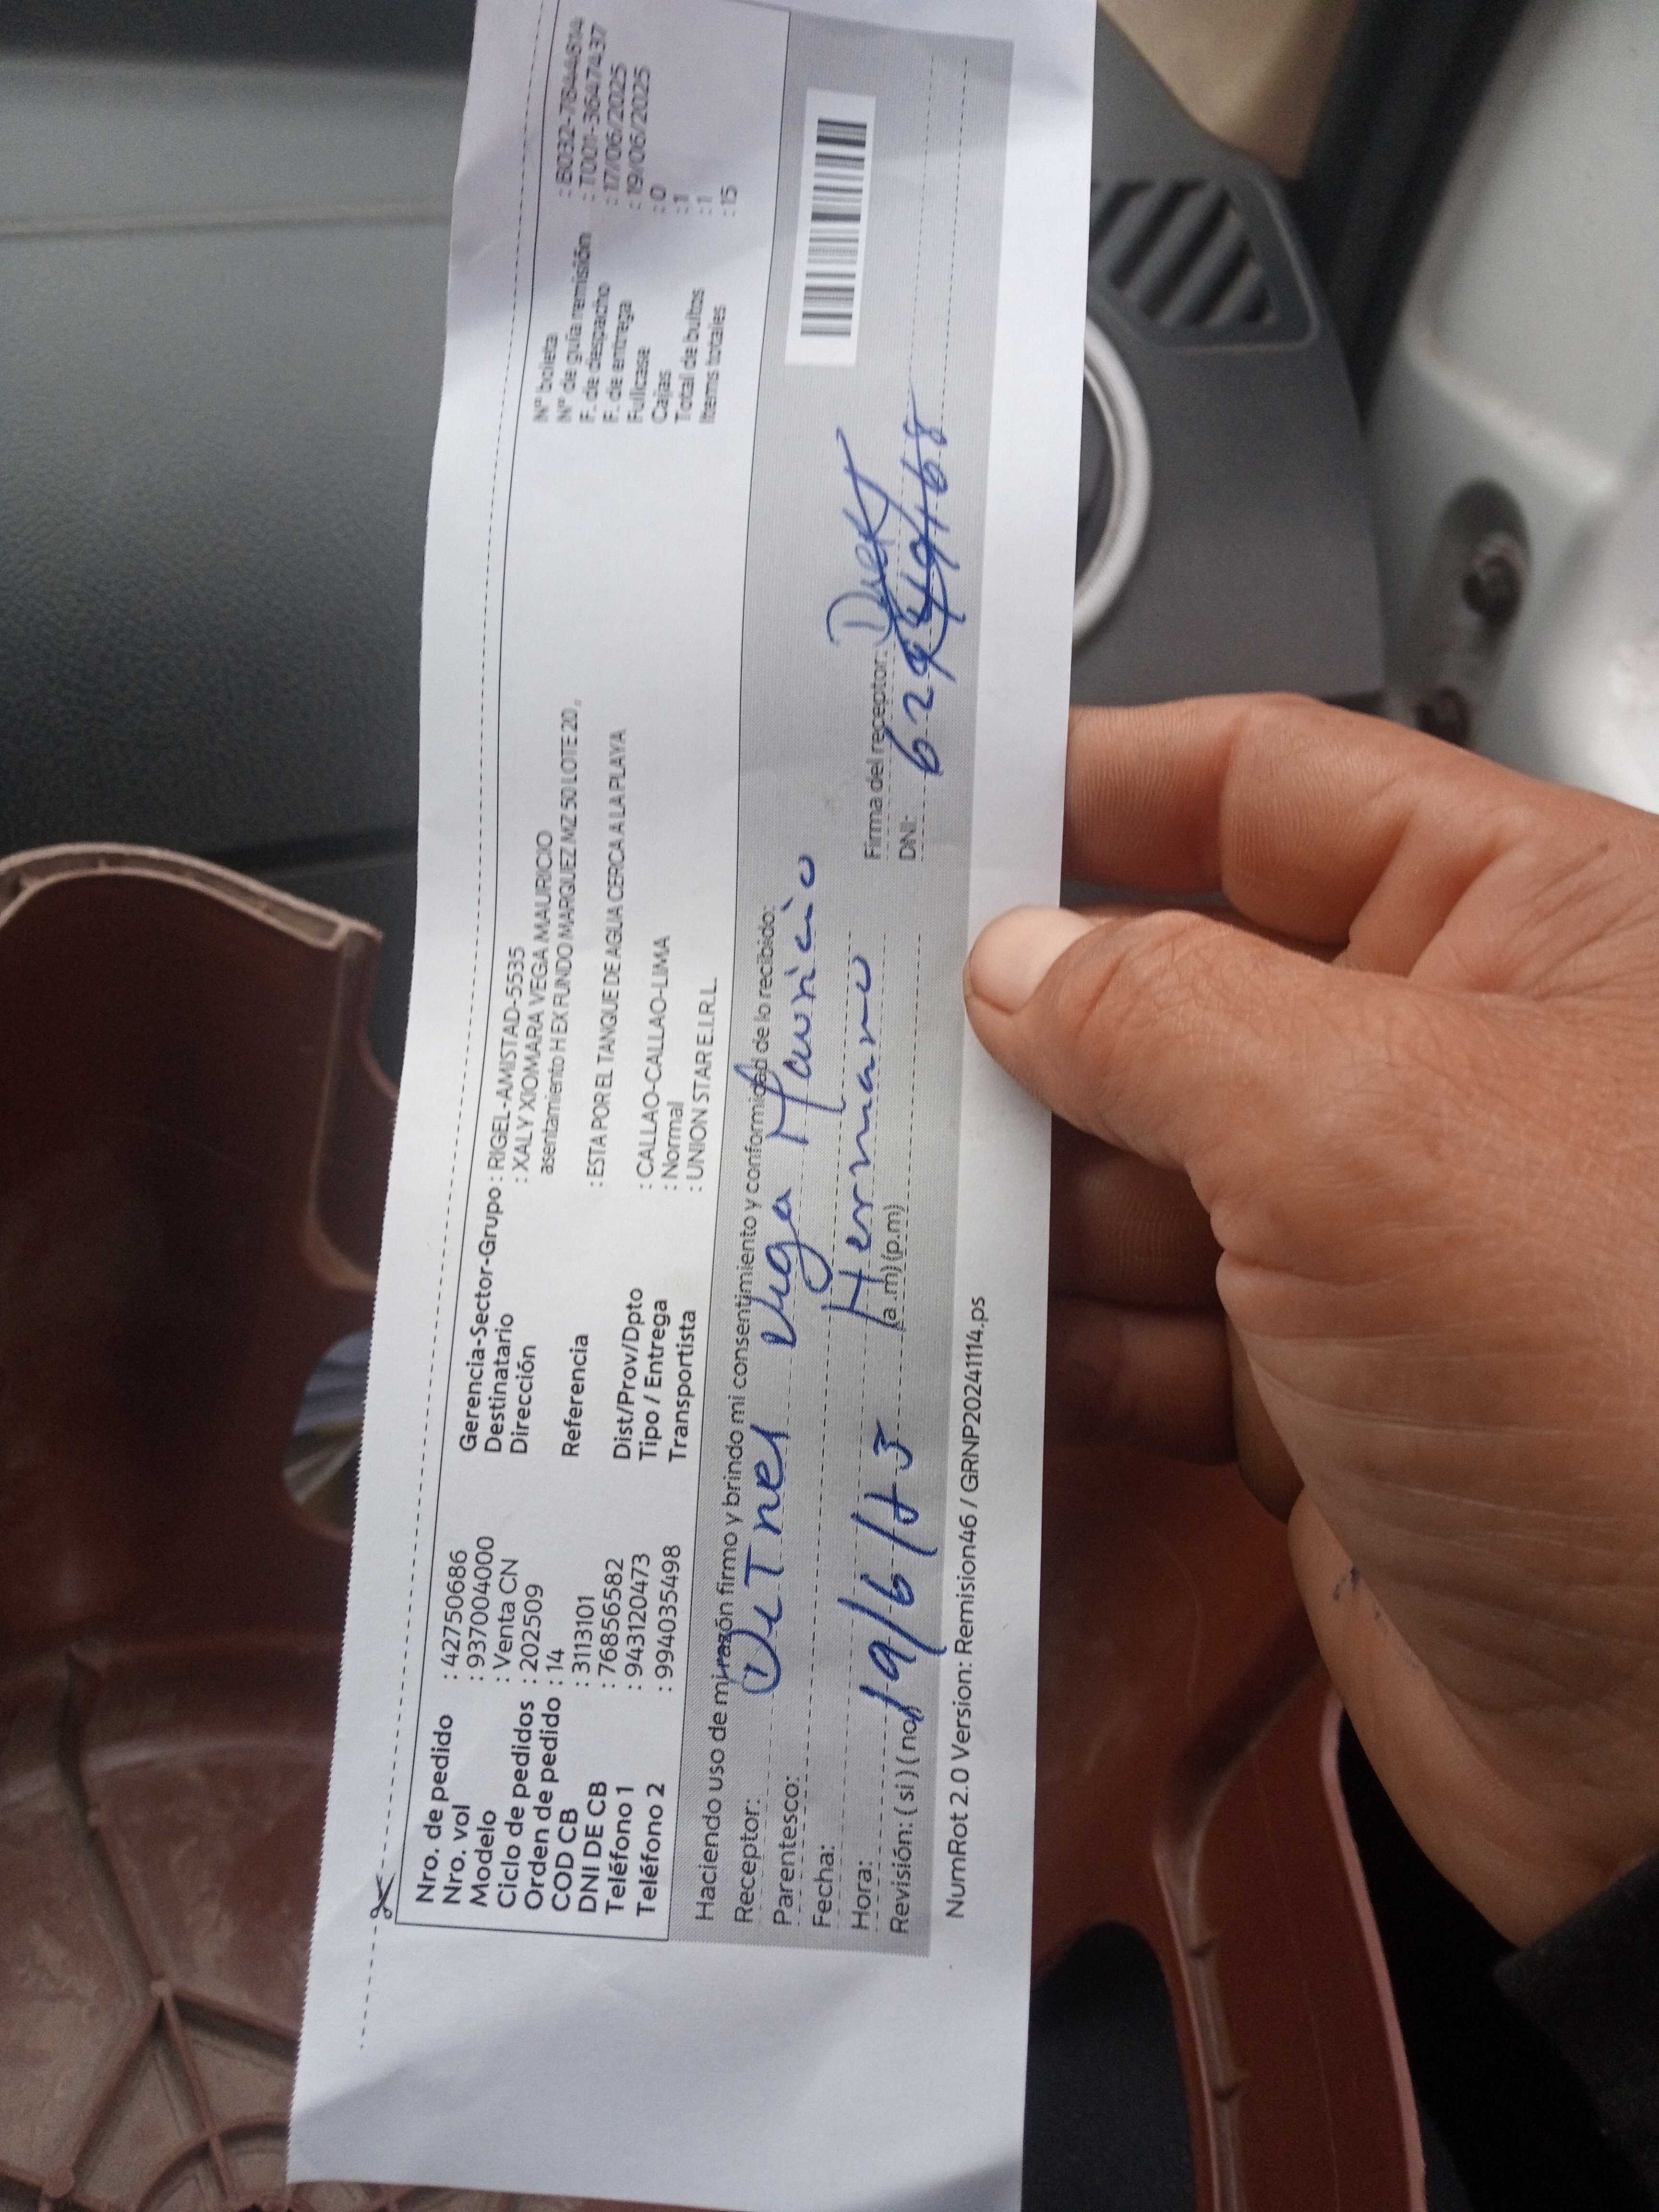 Nro. de pedido : 42750686
Nro. vol : 937004000
Modelo : Venta CN
Ciclo de pedidos : 202509
Orden de pedido : 14
COD CB : 3113101
DNI DE CB : 76856582
Teléfono 1 : 943120473
Teléfono 2 : 994035498
Gerencia-Sector-Grupo : RIGEL-AMISTAD-5535
Destinatario : XALY XIOMARA VEGA MAURICIO
Dirección asentamiento H EX FUNDO MARQUEZ MZ 50 LOTE 20 ,
Referencia : ESTA POR EL TANQUE DE AGUA CERCA A LA PLAYA
Dist/Prov/Dpto : CALLAO-CALLAO-LIMA
Tipo / Entrega : Normal
Transportista : UNION STAR E.I.R.L.
N° boleta : B032-
N° de guía remisión : T001-36474737
F. de despacho : 17/06/2025
F. de entrega : 19/06/2025
Fullcase : 0
Cajas : 1
Total de bultos : 1
Items totales : 15
Haciendo uso de mi razón firmo y brindo mi consentimiento y conformidad de lo recibido:
Receptor: Vega Mauricio
Parentesco: Hermano
Fecha:
Hora: 19/6/ (a .m) (p.m)
Revisión: ( si ) ( no )
Firma del receptor:
DNI:
NumRot 2.0 Version: Remision46 / GRNP20241114.ps